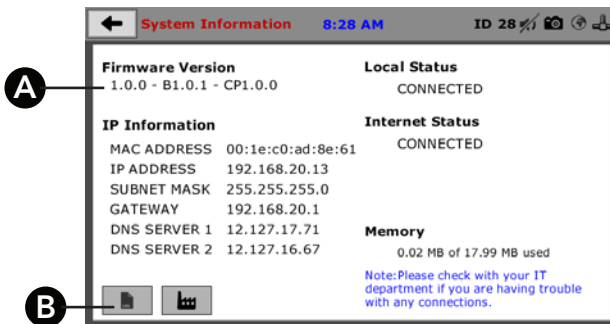 System Information 8:28 AM ID 28
Firmware Version
1.0.0 - B1.0.1 - CP1.0.0
A
IP Information
MAC ADDRESS 00:1e:c0:ad:8e:61
IP ADDRESS 192.168.20.13
SUBNET MASK 255.255.255.0
GATEWAY 192.168.20.1
DNS SERVER 1 12.127.17.71
DNS SERVER 2 12.127.16.67
B
Local Status
CONNECTED
Internet Status
CONNECTED
Memory
0.02 MB of 17.99 MB used
Note:Please check with your IT
department if you are having trouble
with any connections.